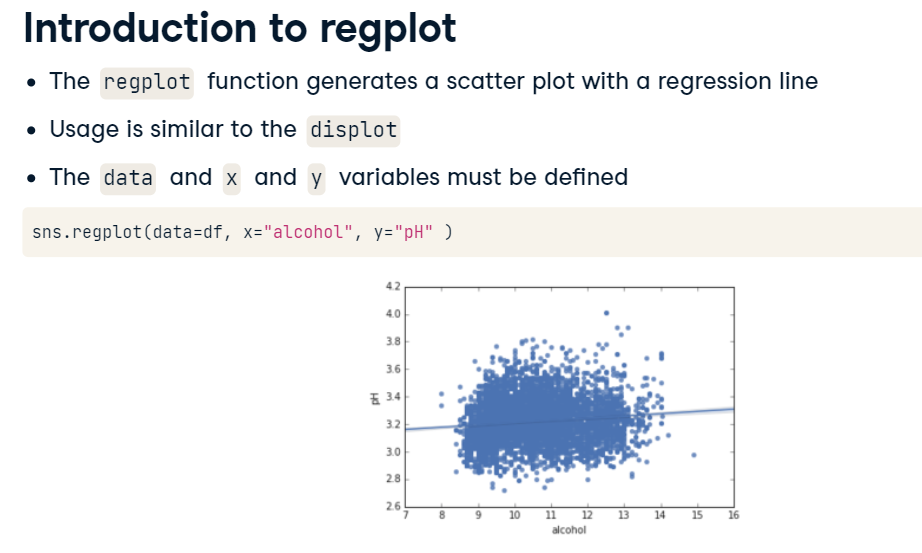 Introduction to regplot
• The regplot function generates a scatter plot with a regression line
• Usage is similar to the displot
• The data and x and y variables must be defined
sns.regplot(data=df, x="alcohol", y="pH" )
4.2
4.0
3.8
3.6
3.4
3.2
3.0
2.8
2.6
pH
7 8 9 10 11 12 13 14 15 16
alcohol